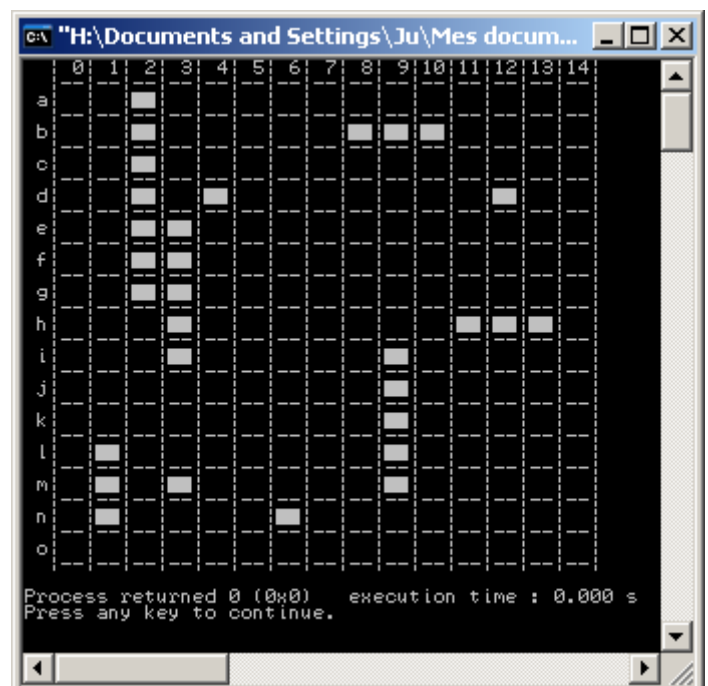 "H:\Documents and Settings\Ju\Mes docum...
0 1 2 3 4 5 6 7 8 9 10 11 12 13 14
a
b
c
d
e
f
g
h
i
j
k
l
m
n
o
Process returned 0 (0x0) execution time : 0.000 s
Press any key to continue.